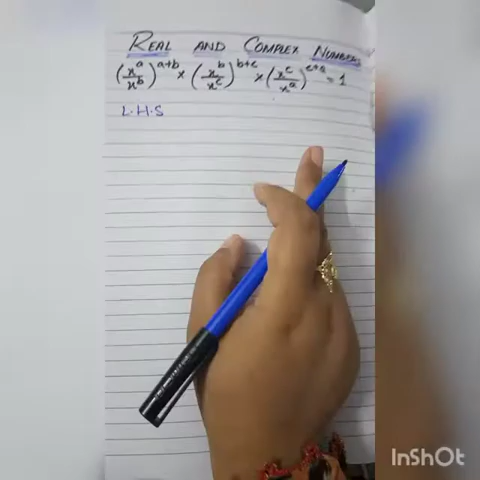 REAL AND COMPLEX NUMBERS
(x^a/x^b)^(a+b) × (x^b/x^c)^(b+c) × (x^c/x^a)^(c+a) = 1
L.H.S
InShOt